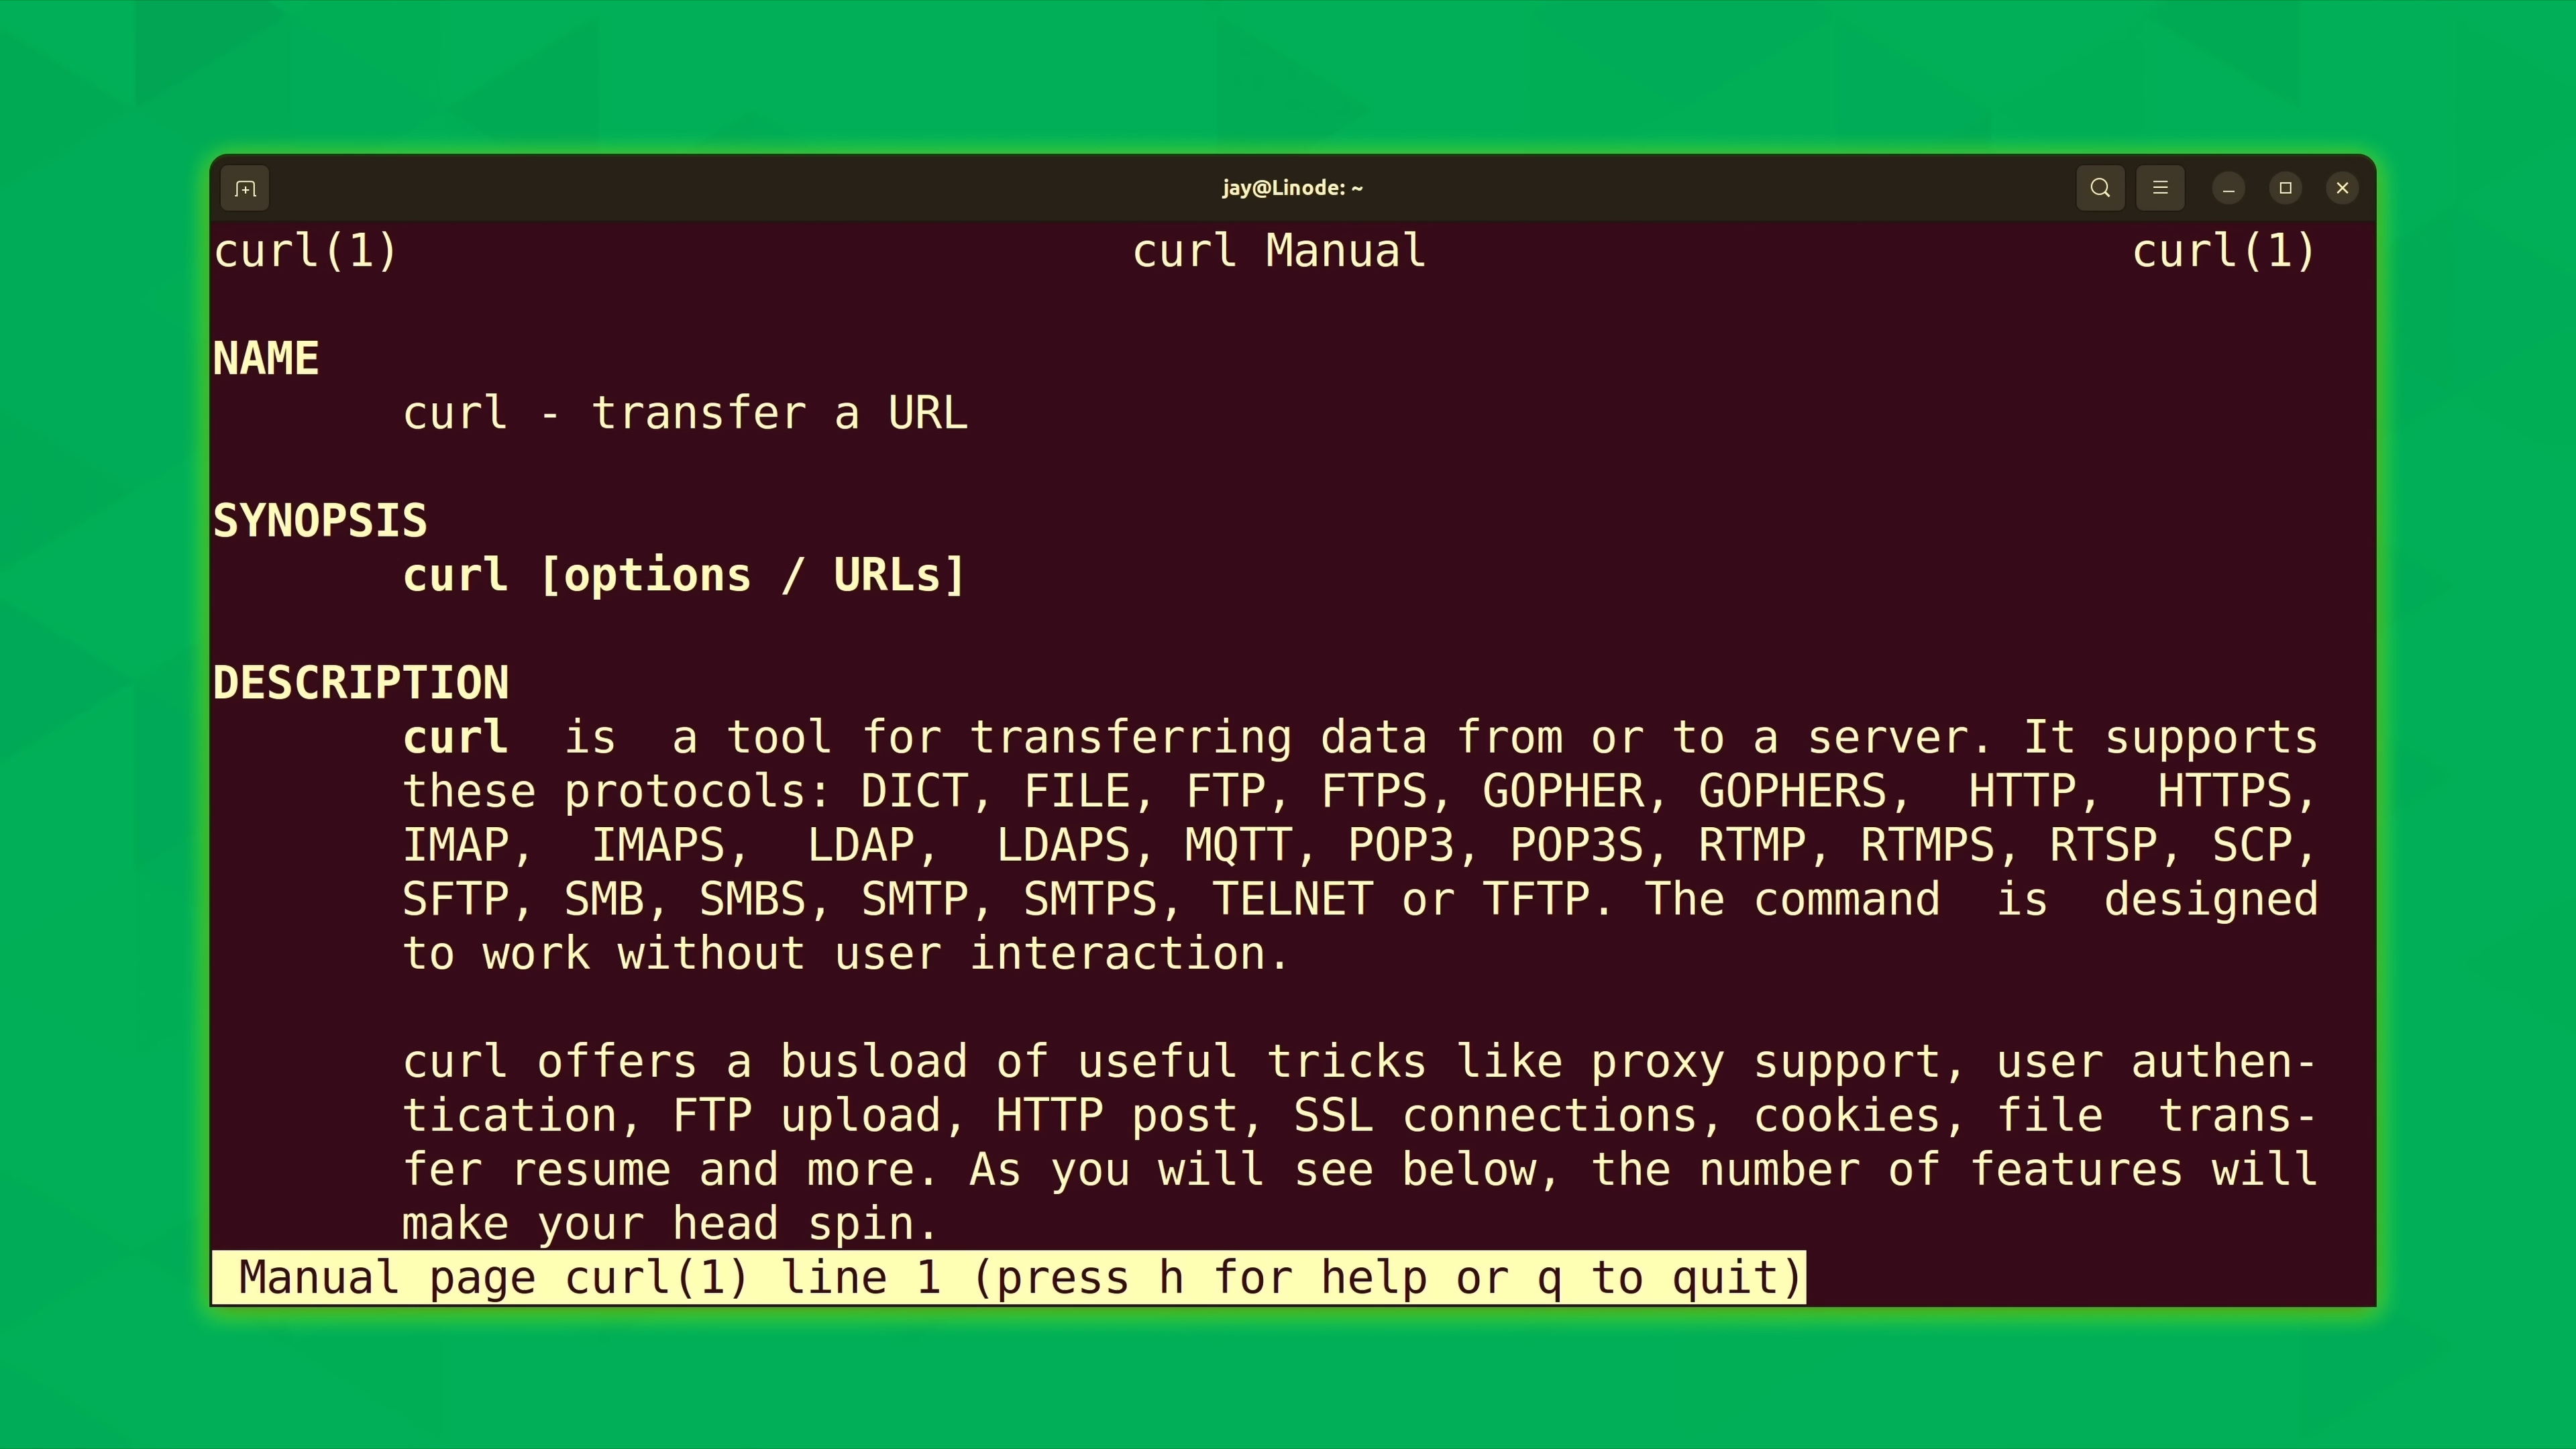 jay@Linode: ~
curl(1) curl Manual curl(1)
NAME
curl - transfer a URL
SYNOPSIS
curl [options / URLs]
DESCRIPTION
curl is a tool for transferring data from or to a server. It supports
these protocols: DICT, FILE, FTP, FTPS, GOPHER, GOPHERS, HTTP, HTTPS,
IMAP, IMAPS, LDAP, LDAPS, MQTT, POP3, POP3S, RTMP, RTMPS, RTSP, SCP,
SFTP, SMB, SMBS, SMTP, SMTPS, TELNET or TFTP. The command is designed
to work without user interaction.
curl offers a busload of useful tricks like proxy support, user authen-
tication, FTP upload, HTTP post, SSL connections, cookies, file trans-
fer resume and more. As you will see below, the number of features will
make your head spin.
Manual page curl(1) line 1 (press h for help or q to quit)